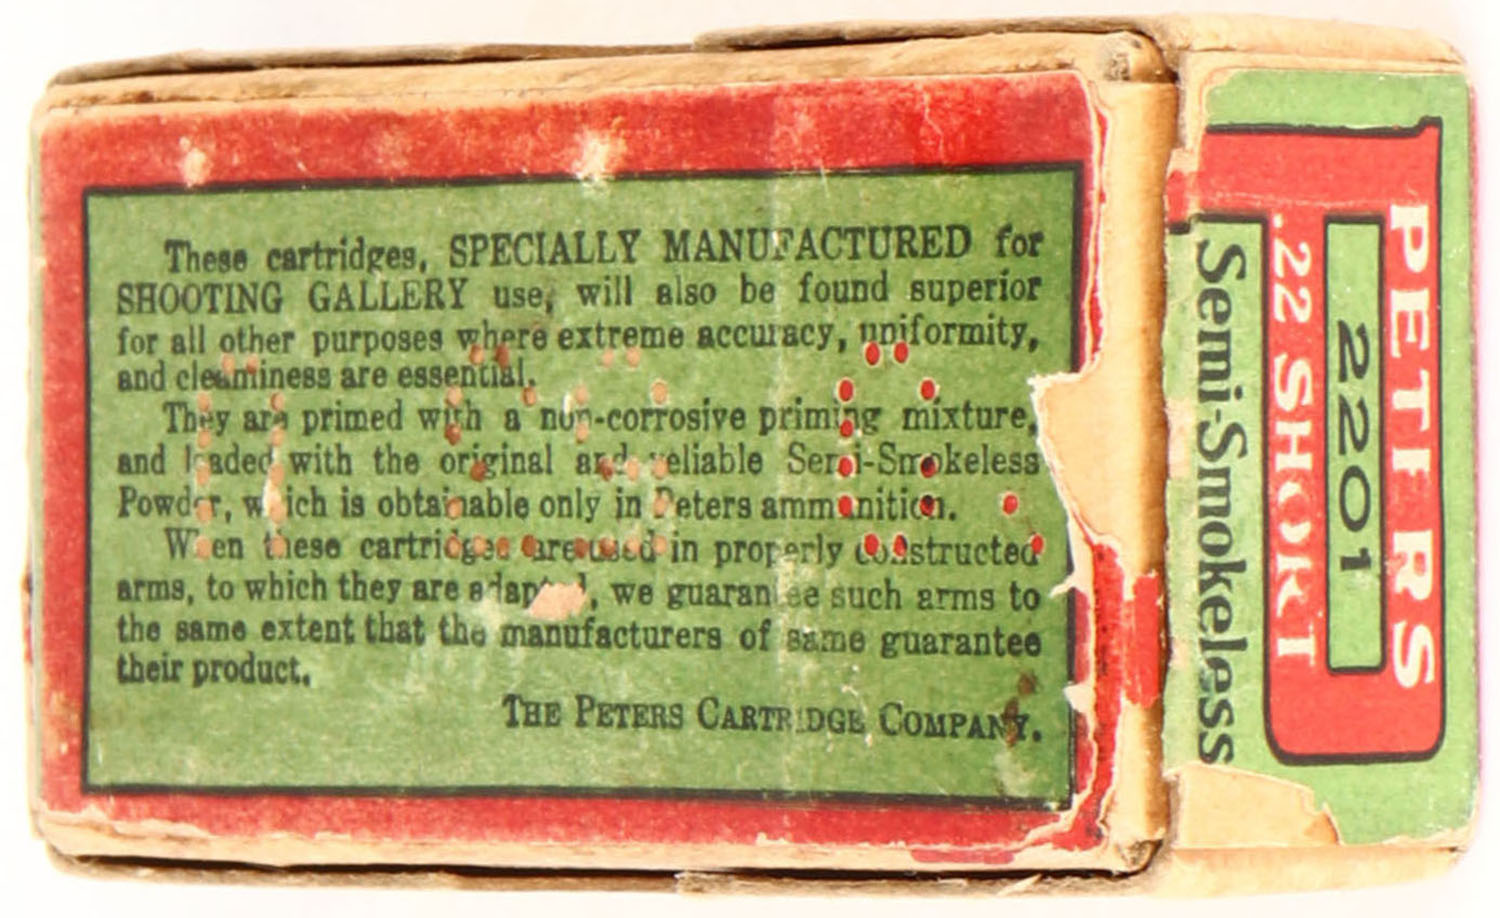 These cartridges, SPECIALLY MANUFACTURED for
SHOOTING GALLERY use, will also be found superior
for all other purposes where extreme accuracy, uniformity,
and cleanliness are essential.
They are primed with a non-corrosive priming mixture,
and loaded with the original and reliable Semi-Smokeless
Powder, which is obtainable only in Peters ammunition.
When these cartridges are used in properly constructed
arms, to which they are adapted, we guarantee such arms to
the same extent that the manufacturers of same guarantee
their product.
THE PETERS CARTRIDGE COMPANY.
PETERS
2201
.22 SHORT
Semi-Smokeless